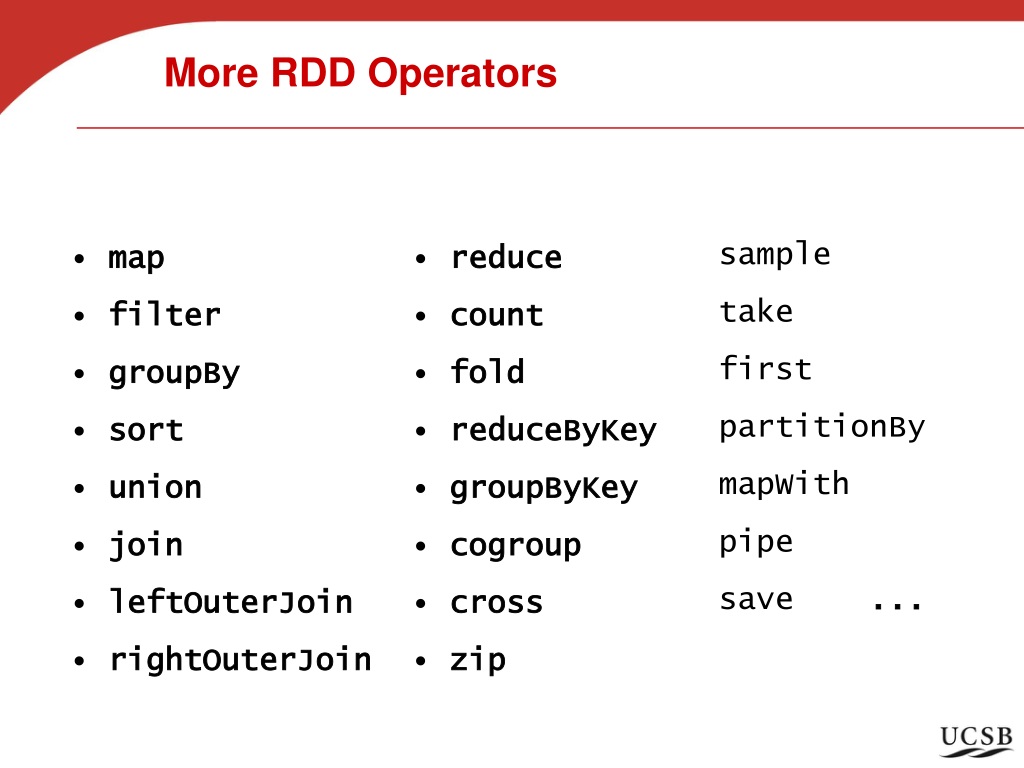 More RDD Operators
• map
• filter
• groupBy
• sort
• union
• join
• leftOuterJoin
• rightOuterJoin
• reduce
• count
• fold
• reduceByKey
• groupByKey
• cogroup
• cross
• zip
sample
take
first
partitionBy
mapWith
pipe
save ...
UCSB